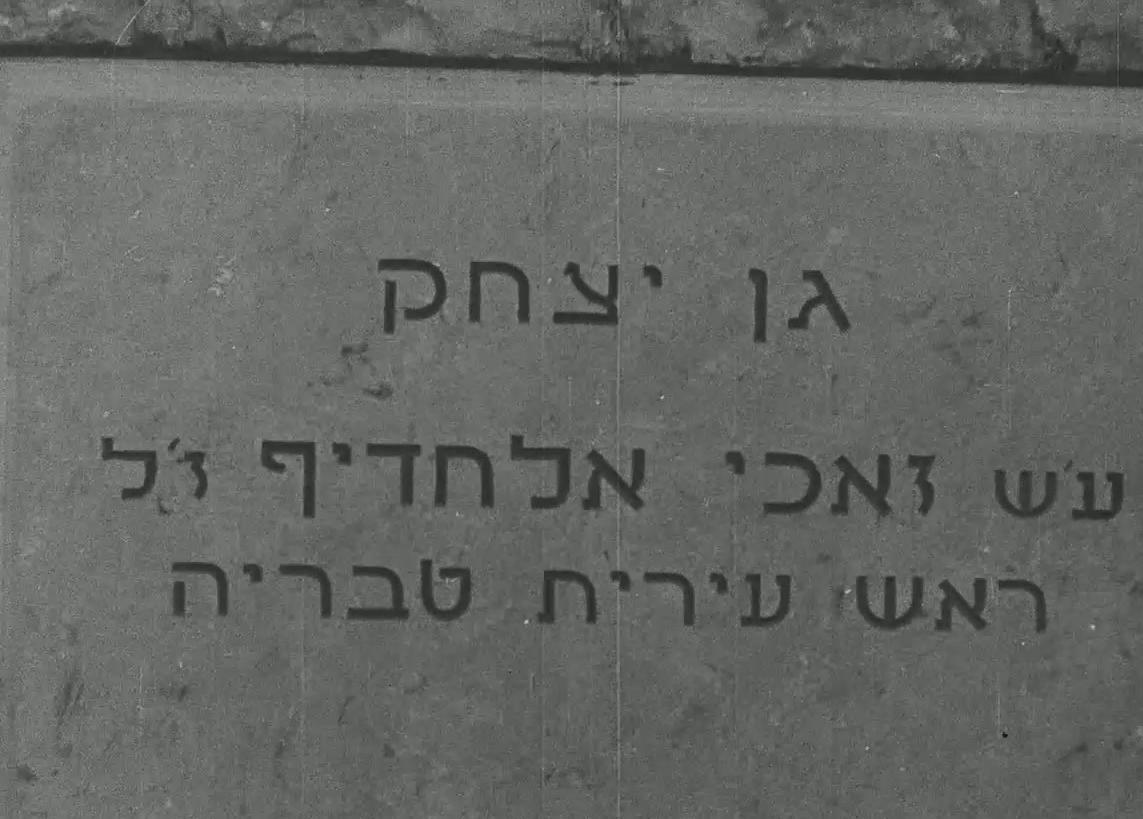 גן יצחק
ע'ש זאכי אלחדיף ז'ל
ראש עירית טבריה